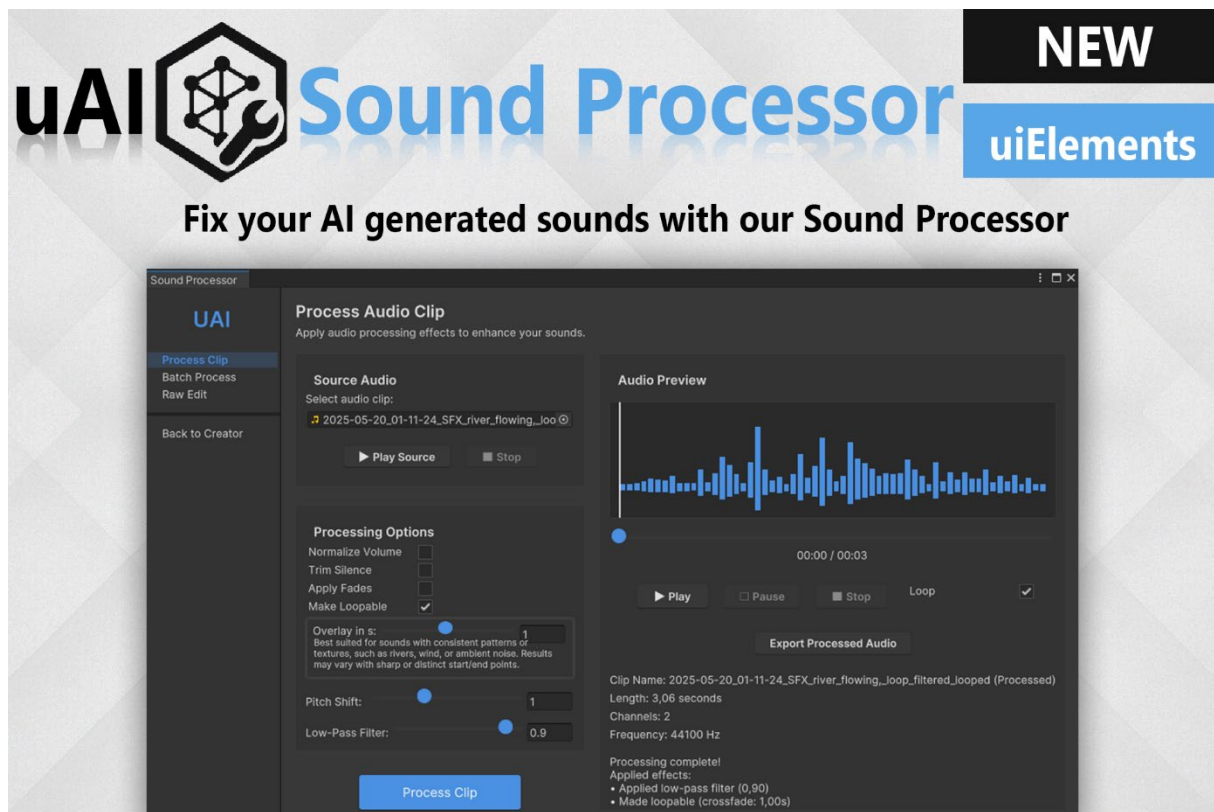 uAI Sound Processor
NEW
uiElements
Fix your AI generated sounds with our Sound Processor
Sound Processor
UAI
Process Clip
Batch Process
Raw Edit
Back to Creator
Process Audio Clip
Apply audio processing effects to enhance your sounds.
Source Audio
Select audio clip:
2025-05-20_01-11-24_SFX_river_flowing,_loo
Play Source
Stop
Processing Options
Normalize Volume
Trim Silence
Apply Fades
Make Loopable
Overlay in s: 1
Best suited for sounds with consistent patterns or
textures, such as rivers, wind, or ambient noise. Results
may vary with sharp or distinct start/end points.
Pitch Shift: 1
Low-Pass Filter: 0.9
Process Clip
Audio Preview
00:00 / 00:03
Play
Pause
Stop
Loop
Export Processed Audio
Clip Name: 2025-05-20_01-11-24_SFX_river_flowing,_loop_filtered_looped (Processed)
Length: 3,06 seconds
Channels: 2
Frequency: 44100 Hz
Processing complete!
Applied effects:
• Applied low-pass filter (0,90)
• Made loopable (crossfade: 1,00s)